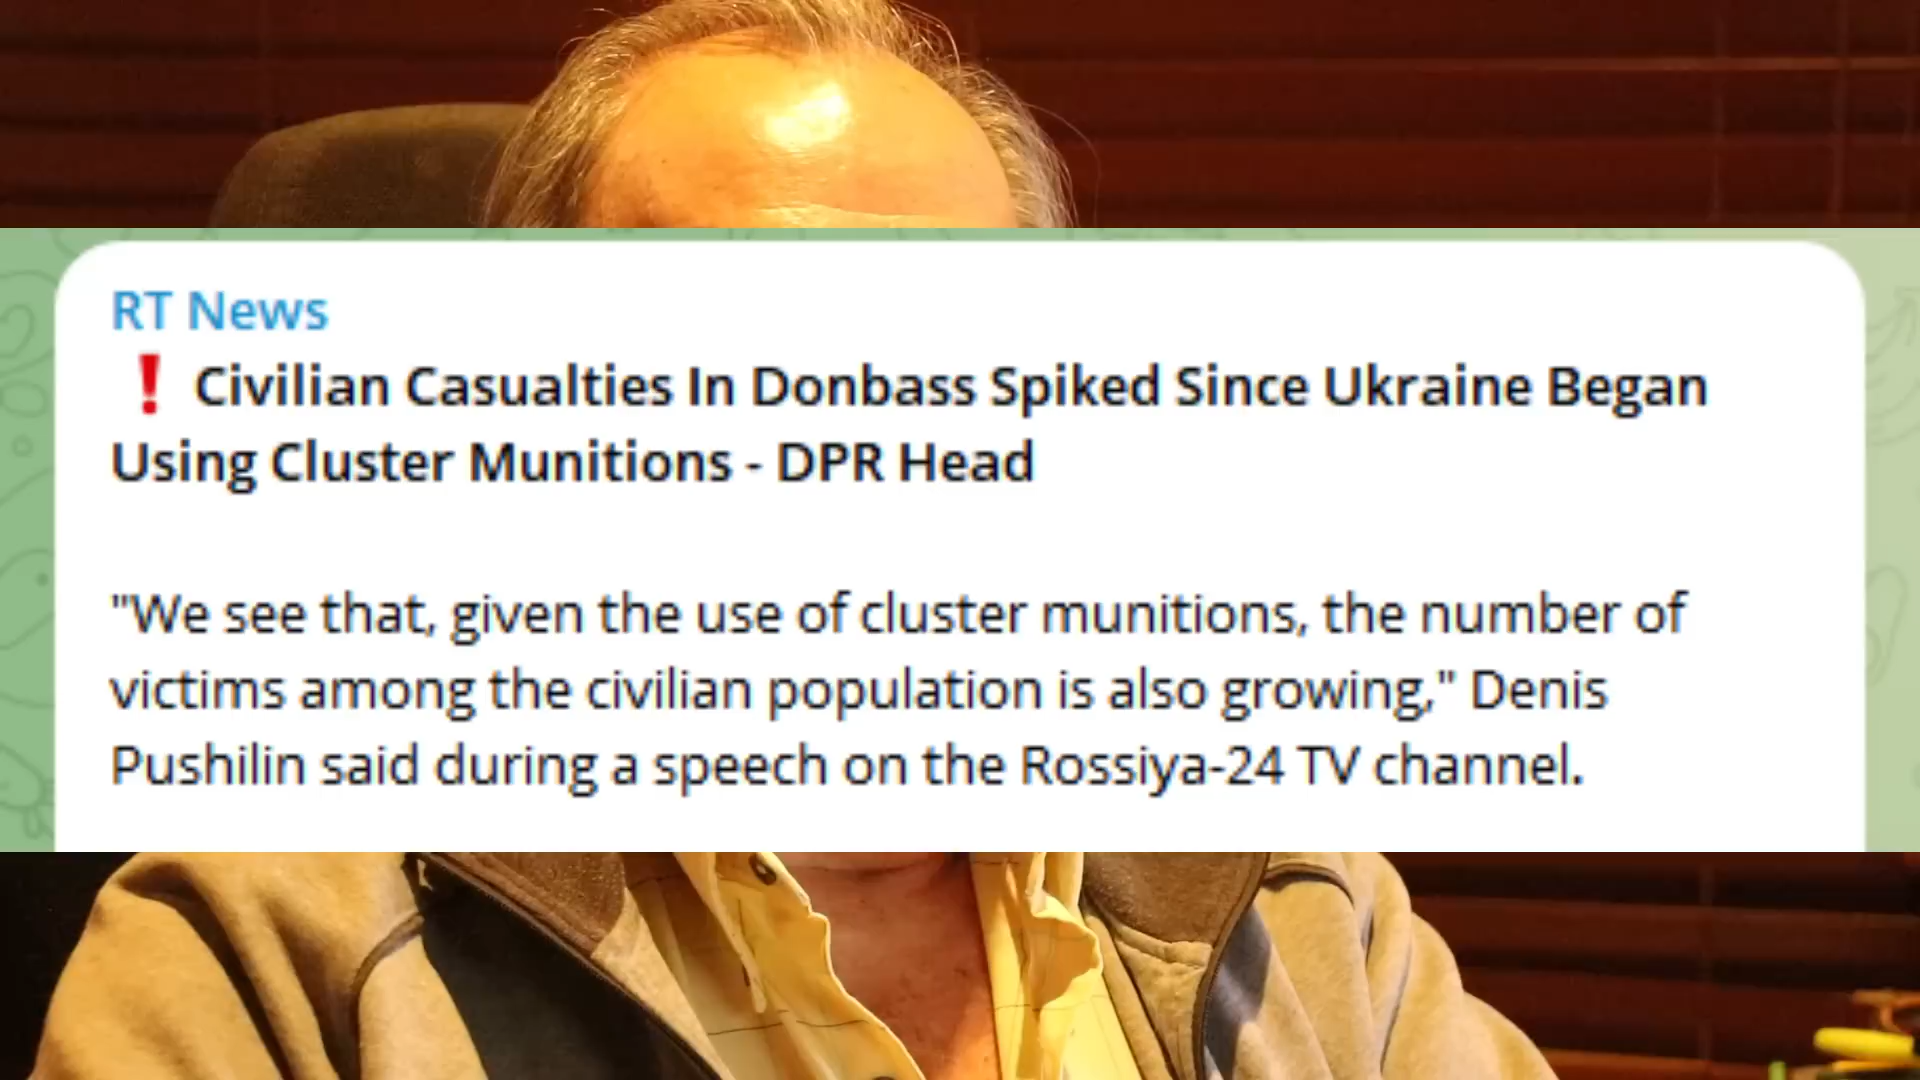 RT News
❗ Civilian Casualties In Donbass Spiked Since Ukraine Began
Using Cluster Munitions - DPR Head
"We see that, given the use of cluster munitions, the number of
victims among the civilian population is also growing," Denis
Pushilin said during a speech on the Rossiya-24 TV channel.